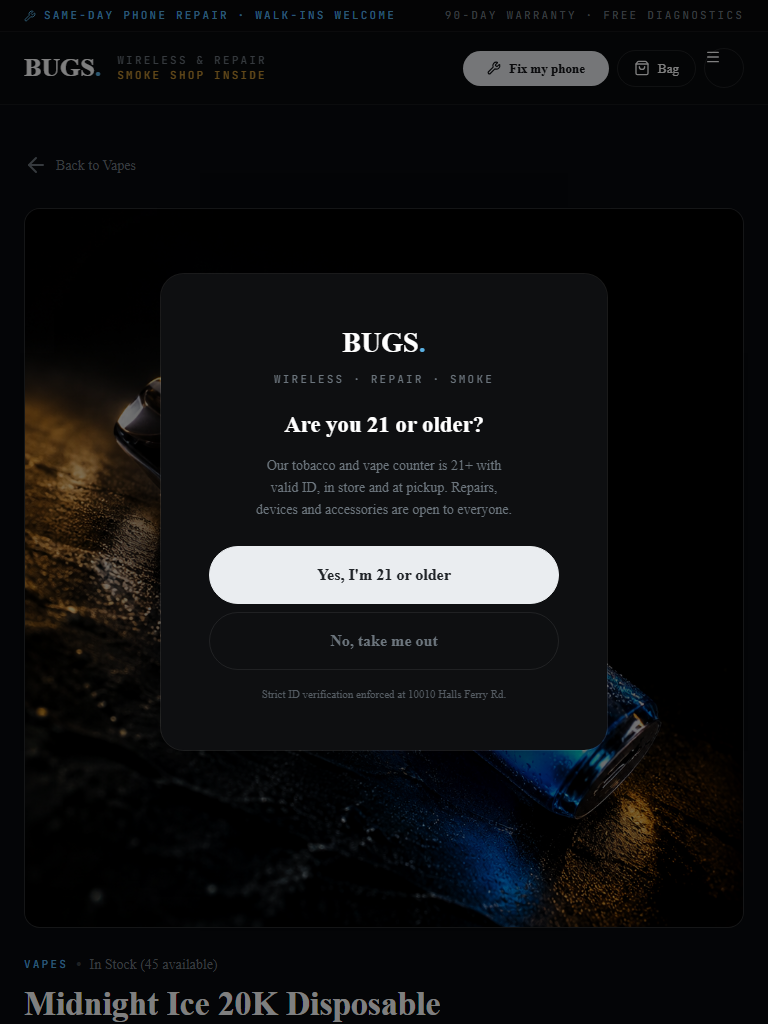 SAME-DAY PHONE REPAIR · WALK-INS WELCOME
90-DAY WARRANTY · FREE DIAGNOSTICS
BUGS.
WIRELESS & REPAIR
SMOKE SHOP INSIDE
Fix my phone
Bag
Back to Vapes
BUGS.
WIRELESS · REPAIR · SMOKE
Are you 21 or older?
Our tobacco and vape counter is 21+ with
valid ID, in store and at pickup. Repairs,
devices and accessories are open to everyone.
Yes, I'm 21 or older
No, take me out
Strict ID verification enforced at 10010 Halls Ferry Rd.
VAPES • In Stock (45 available)
Midnight Ice 20K Disposable